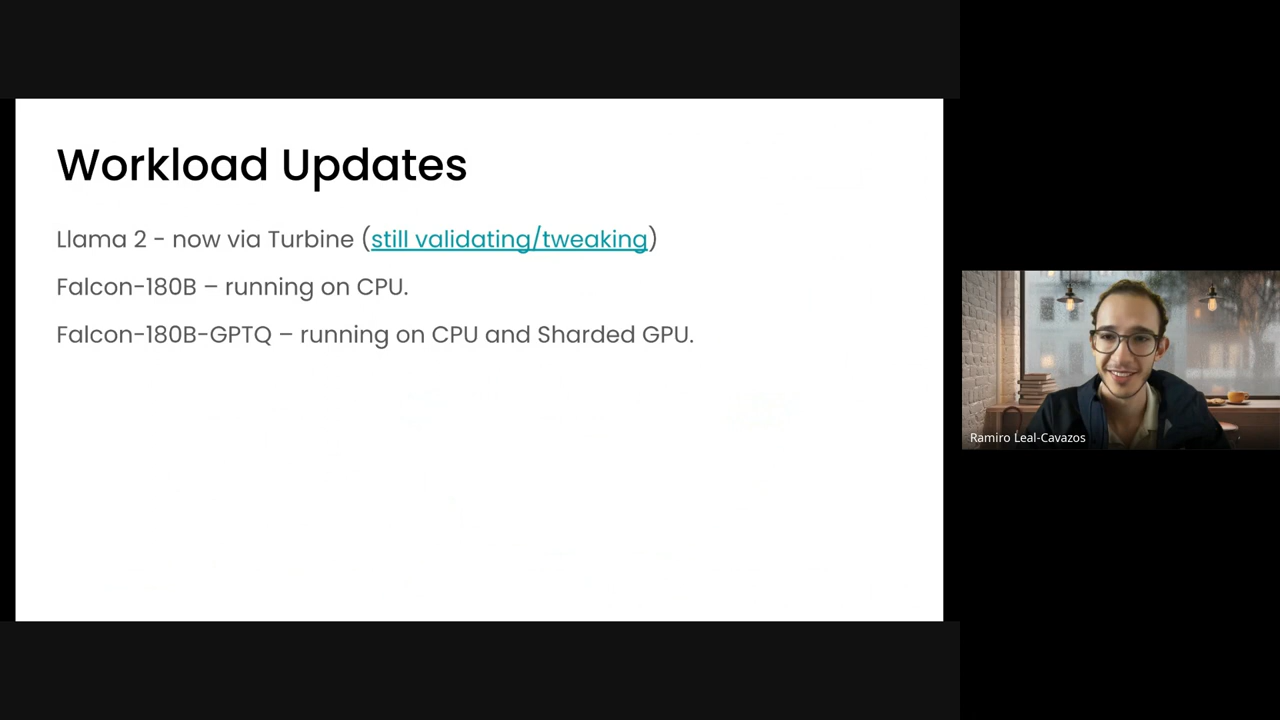 Workload Updates
Llama 2 - now via Turbine (still validating/tweaking)
Falcon-180B – running on CPU.
Falcon-180B-GPTQ – running on CPU and Sharded GPU.
Ramiro Leal-Cavazos